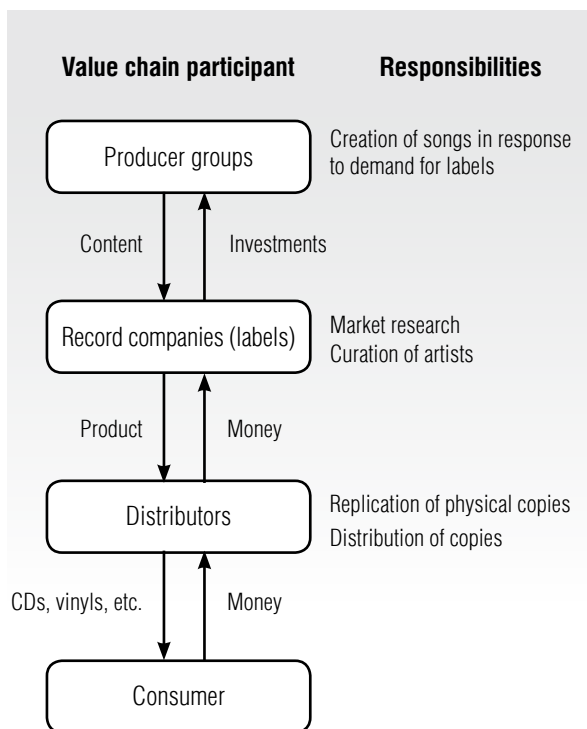 Value chain participant
Responsibilities
Producer groups
Creation of songs in response
to demand for labels
Content
Investments
Record companies (labels)
Market research
Curation of artists
Product
Money
Distributors
Replication of physical copies
Distribution of copies
CDs, vinyls, etc.
Money
Consumer